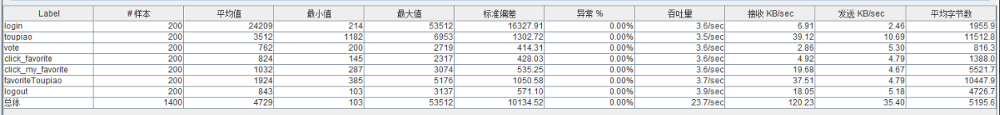 Label # 样本 平均值 最小值 最大值 标准偏差 异常 % 吞吐量 接收 KB/sec 发送 KB/sec 平均字节数
login 200 24209 214 53512 16327.91 0.00% 3.6/sec 6.91 2.46 1955.9
toupiao 200 3512 1182 6953 1302.72 0.00% 3.5/sec 39.12 10.69 11512.8
vote 200 762 200 2719 414.31 0.00% 3.6/sec 2.86 5.30 816.3
click_favorite 200 824 145 2317 428.03 0.00% 3.6/sec 4.92 4.79 1388.0
click_my_favorite 200 1032 287 3074 535.25 0.00% 3.6/sec 19.68 4.67 5521.7
favoriteToupiao 200 1924 385 5176 1050.58 0.00% 3.7/sec 37.51 4.79 10447.9
logout 200 843 103 3137 571.10 0.00% 3.9/sec 18.05 5.18 4726.7
总体 1400 4729 103 53512 10134.52 0.00% 23.7/sec 120.23 35.40 5195.6